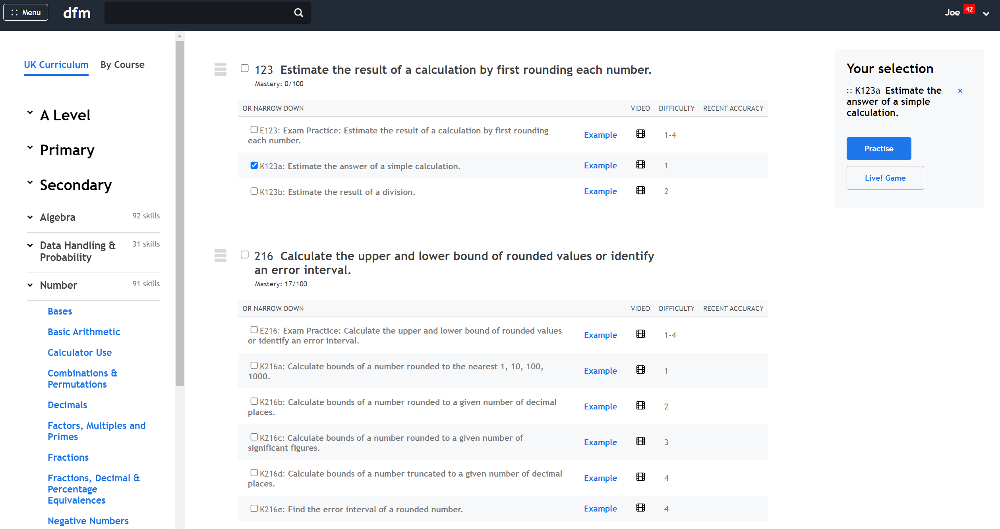 :: Menu
dfm
Joe 42
UK Curriculum
By Course
A Level
Primary
Secondary
Algebra
92 skills
Data Handling &
Probability
31 skills
Number
91 skills
Bases
Basic Arithmetic
Calculator Use
Combinations &
Permutations
Decimals
Factors, Multiples and
Primes
Fractions
Fractions, Decimal &
Percentage
Equivalences
Negative Numbers
123 Estimate the result of a calculation by first rounding each number.
Mastery: 0/100
OR NARROW DOWN VIDEO DIFFICULTY RECENT ACCURACY
E123: Exam Practice: Estimate the result of a calculation by first rounding
each number.
Example 1-4
K123a: Estimate the answer of a simple calculation. Example 1
K123b: Estimate the result of a division. Example 2
216 Calculate the upper and lower bound of rounded values or identify
an error interval.
Mastery: 17/100
OR NARROW DOWN VIDEO DIFFICULTY RECENT ACCURACY
E216: Exam Practice: Calculate the upper and lower bound of rounded values
or identify an error interval.
Example 1-4
K216a: Calculate bounds of a number rounded to the nearest 1, 10, 100,
1000.
Example 1
K216b: Calculate bounds of a number rounded to a given number of decimal
places.
Example 2
K216c: Calculate bounds of a number rounded to a given number of
significant figures.
Example 3
K216d: Calculate bounds of a number truncated to a given number of decimal
places.
Example 4
K216e: Find the error interval of a rounded number. Example 4
Your selection
:: K123a Estimate the ×
answer of a simple
calculation.
Practise
Live! Game